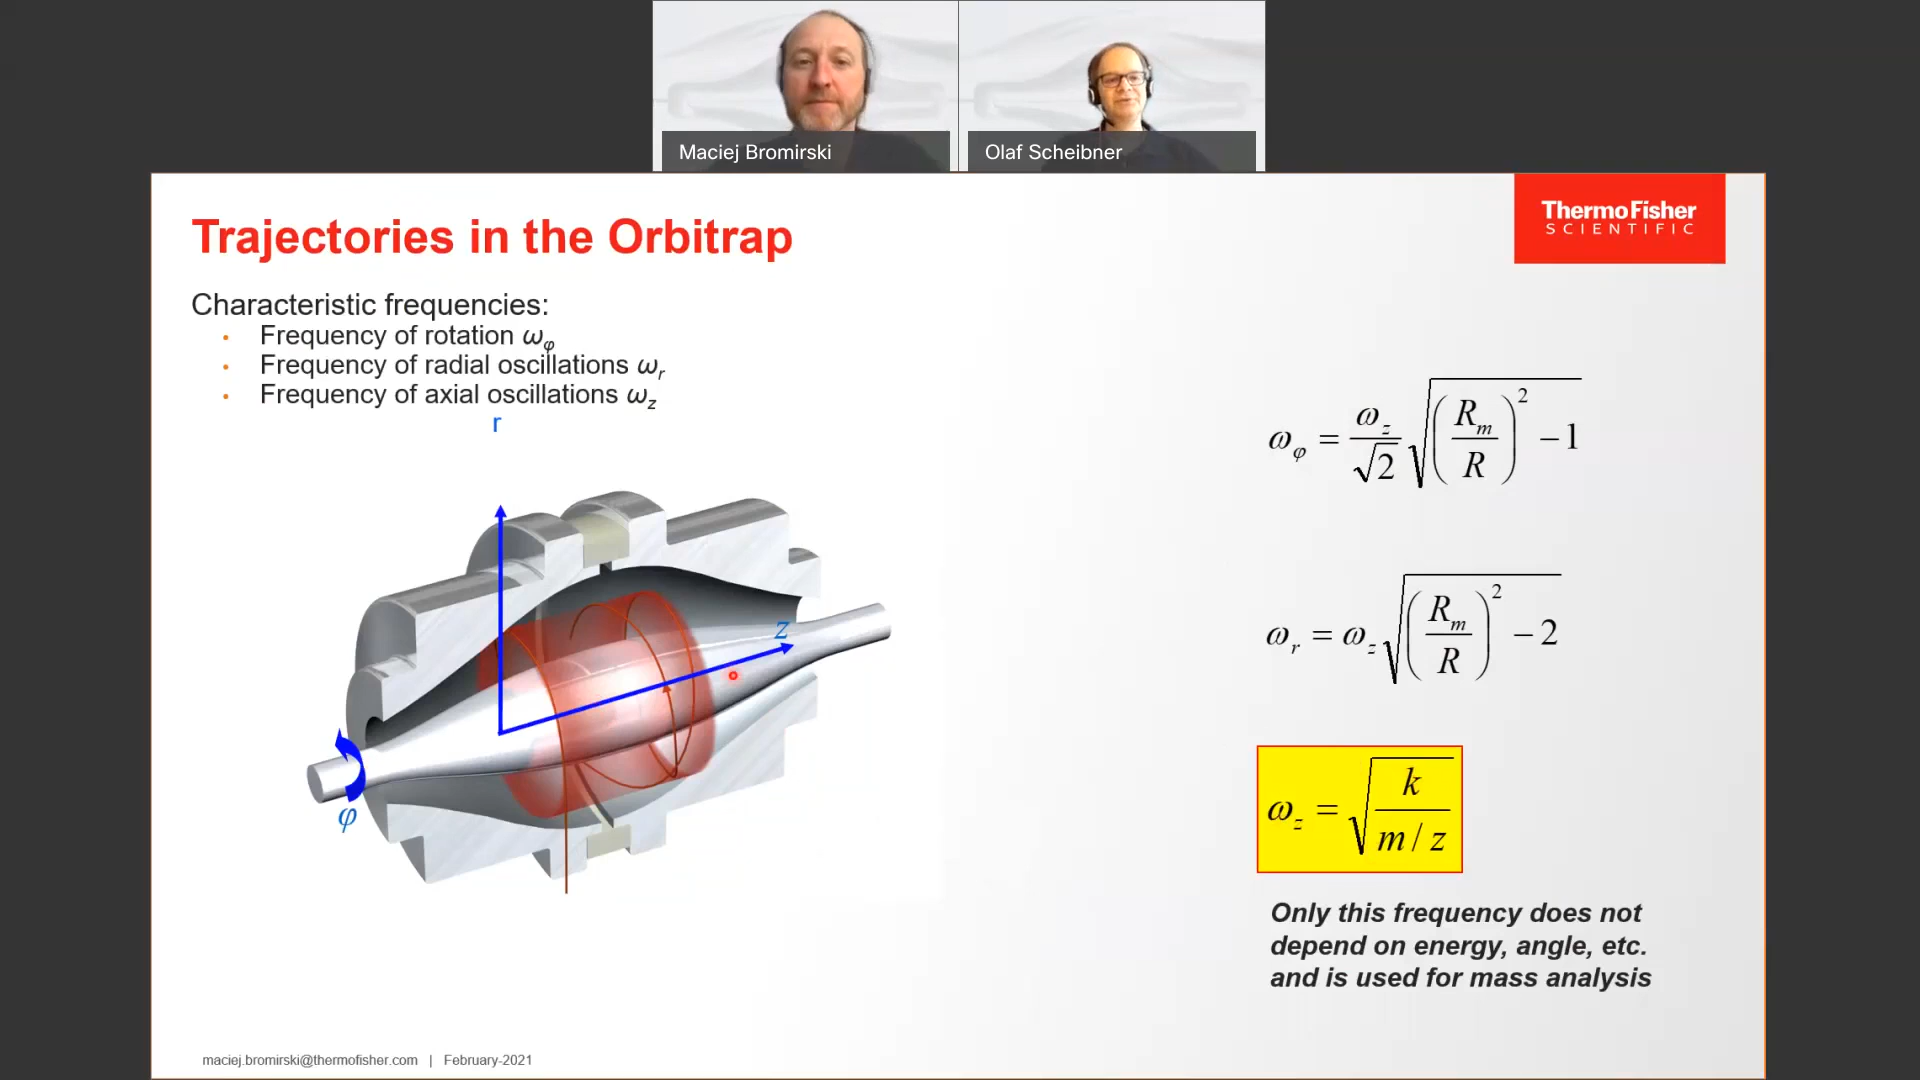 Maciej Bromirski
Olaf Scheibner
Trajectories in the Orbitrap
ThermoFisher
SCIENTIFIC
Characteristic frequencies:
• Frequency of rotation ω_φ
• Frequency of radial oscillations ω_r
• Frequency of axial oscillations ω_z
r
z
φ
ω_φ = ω_z/√2 √((R_m/R)² − 1)
ω_r = ω_z √((R_m/R)² − 2)
ω_z = √(k/(m/z))
Only this frequency does not
depend on energy, angle, etc.
and is used for mass analysis
maciej.bromirski@thermofisher.com | February-2021